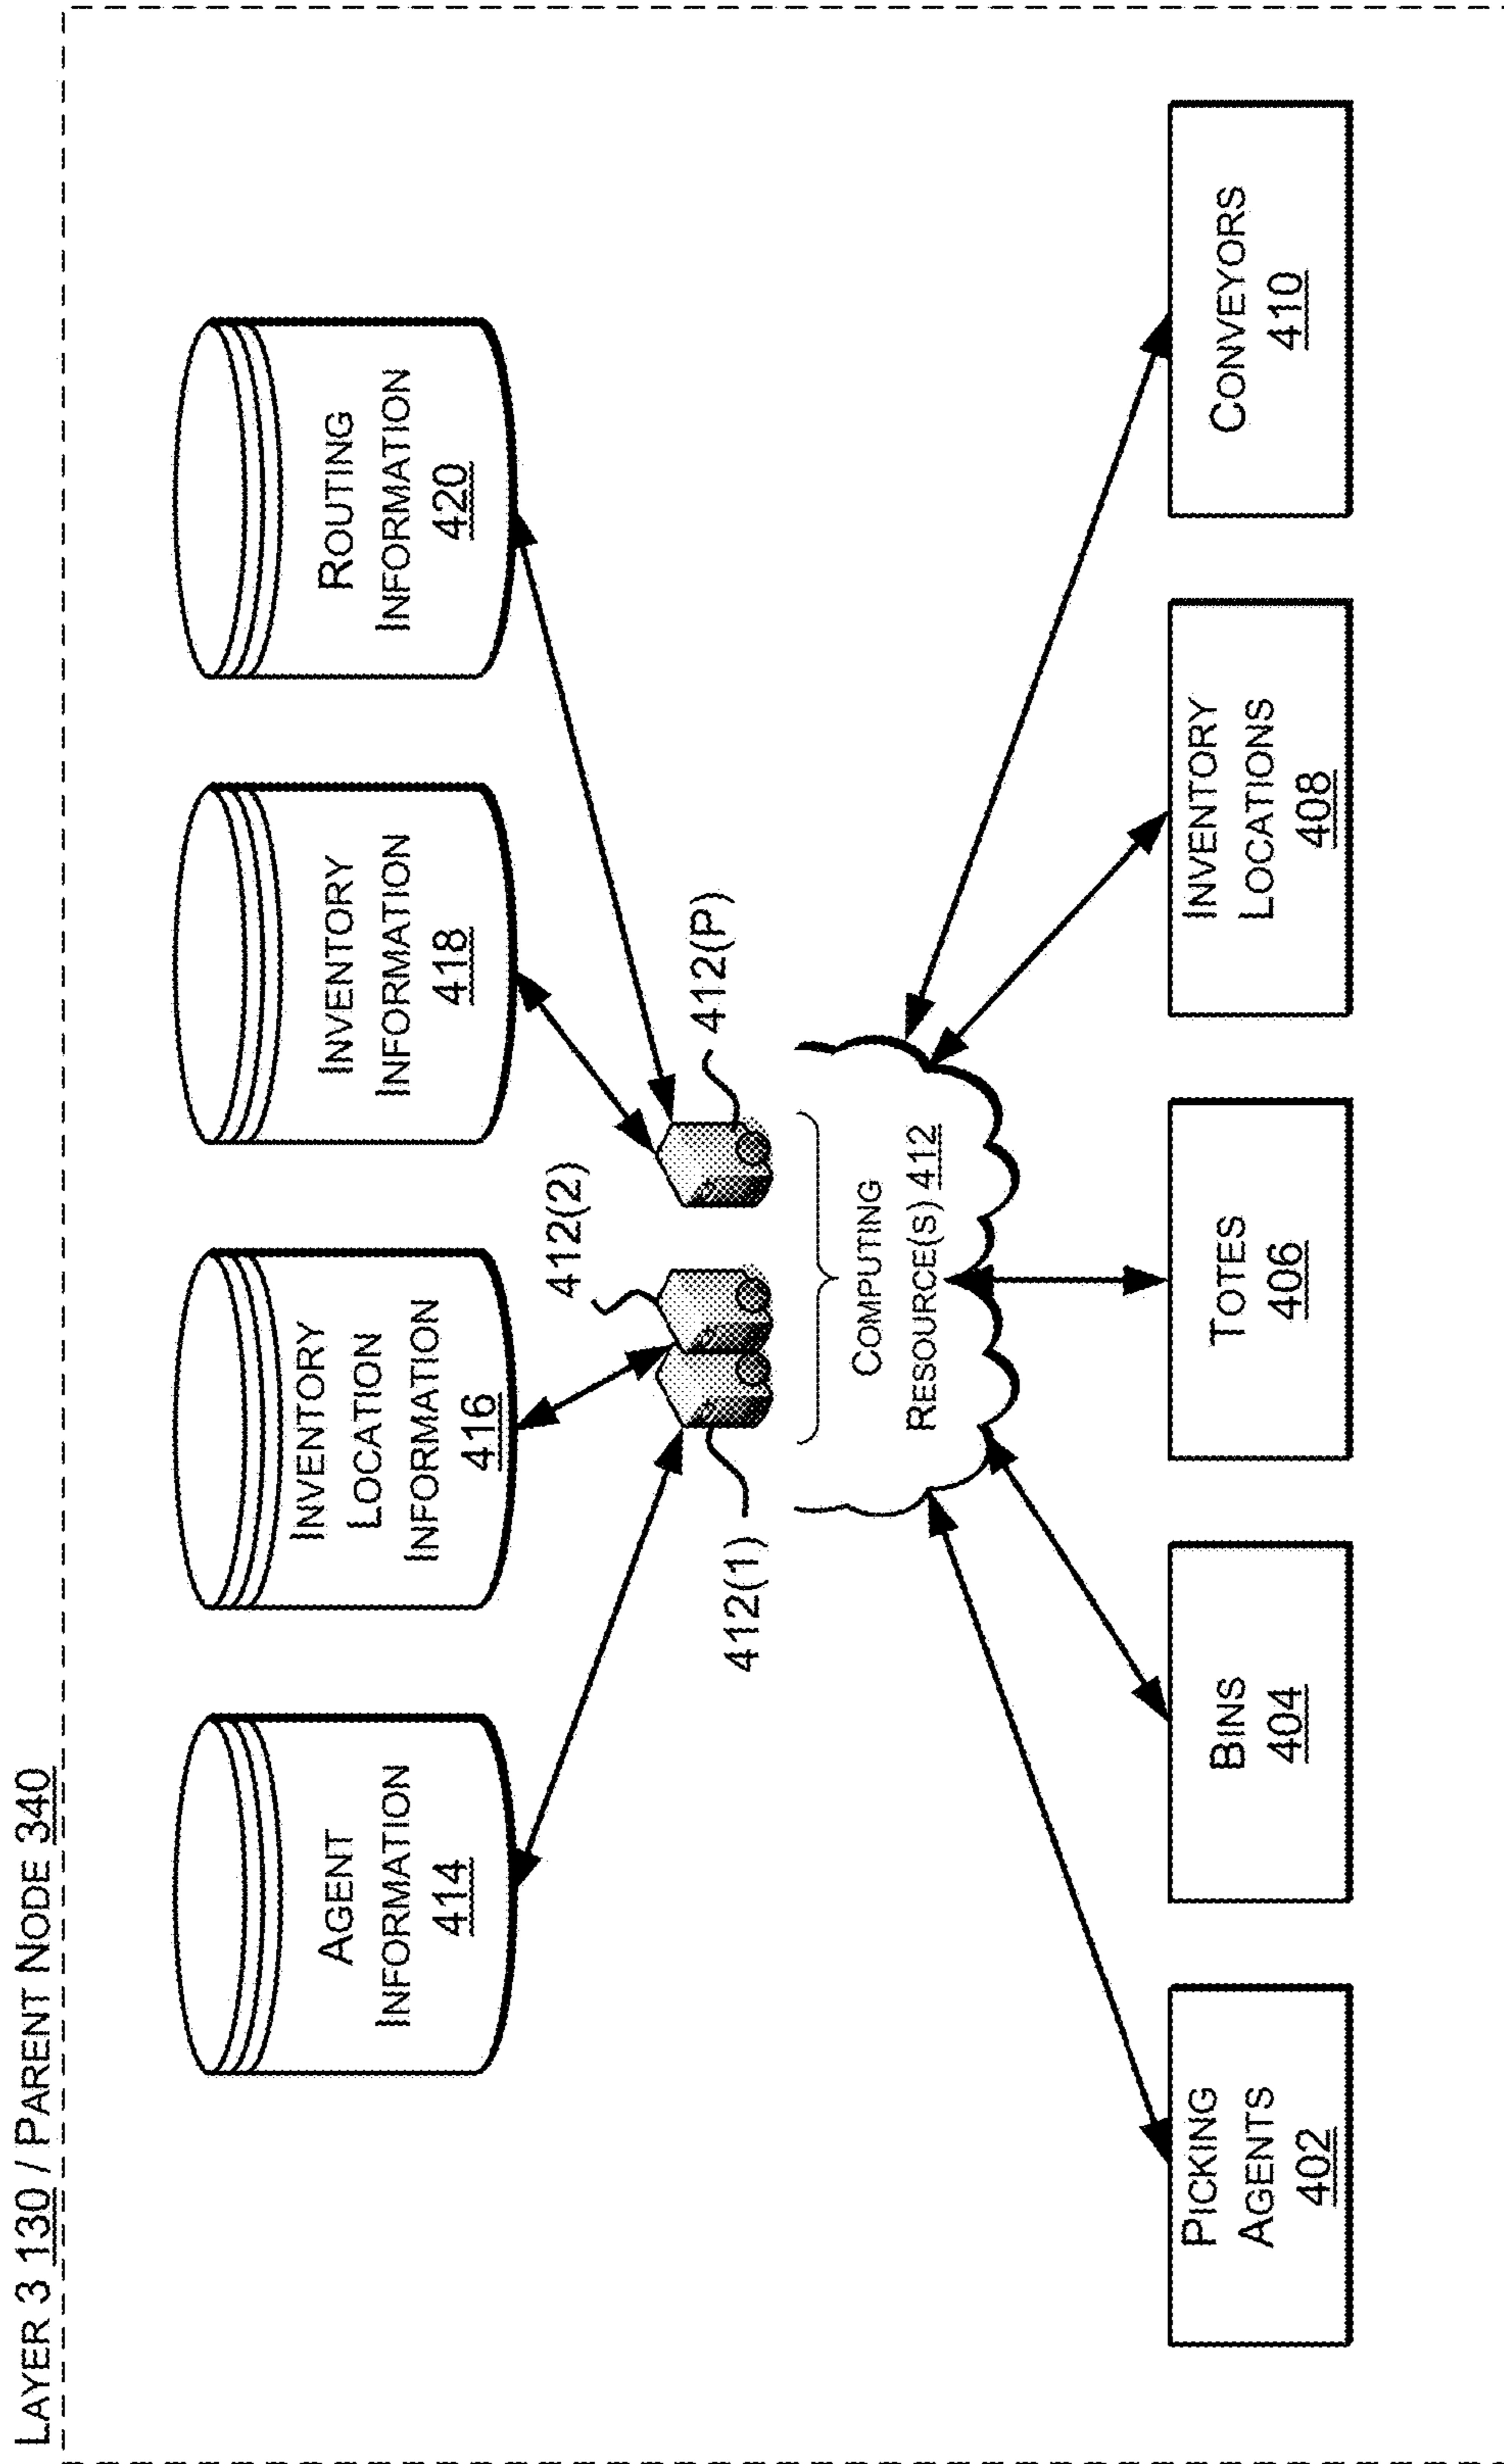 LAYER 3 130 / PARENT NODE 340
AGENT
INFORMATION
414
INVENTORY
LOCATION
INFORMATION
416
INVENTORY
INFORMATION
418
ROUTING
INFORMATION
420
412(1)
412(2)
412(P)
COMPUTING
RESOURCE(S) 412
PICKING
AGENTS
402
BINS
404
TOTES
406
INVENTORY
LOCATIONS
408
CONVEYORS
410